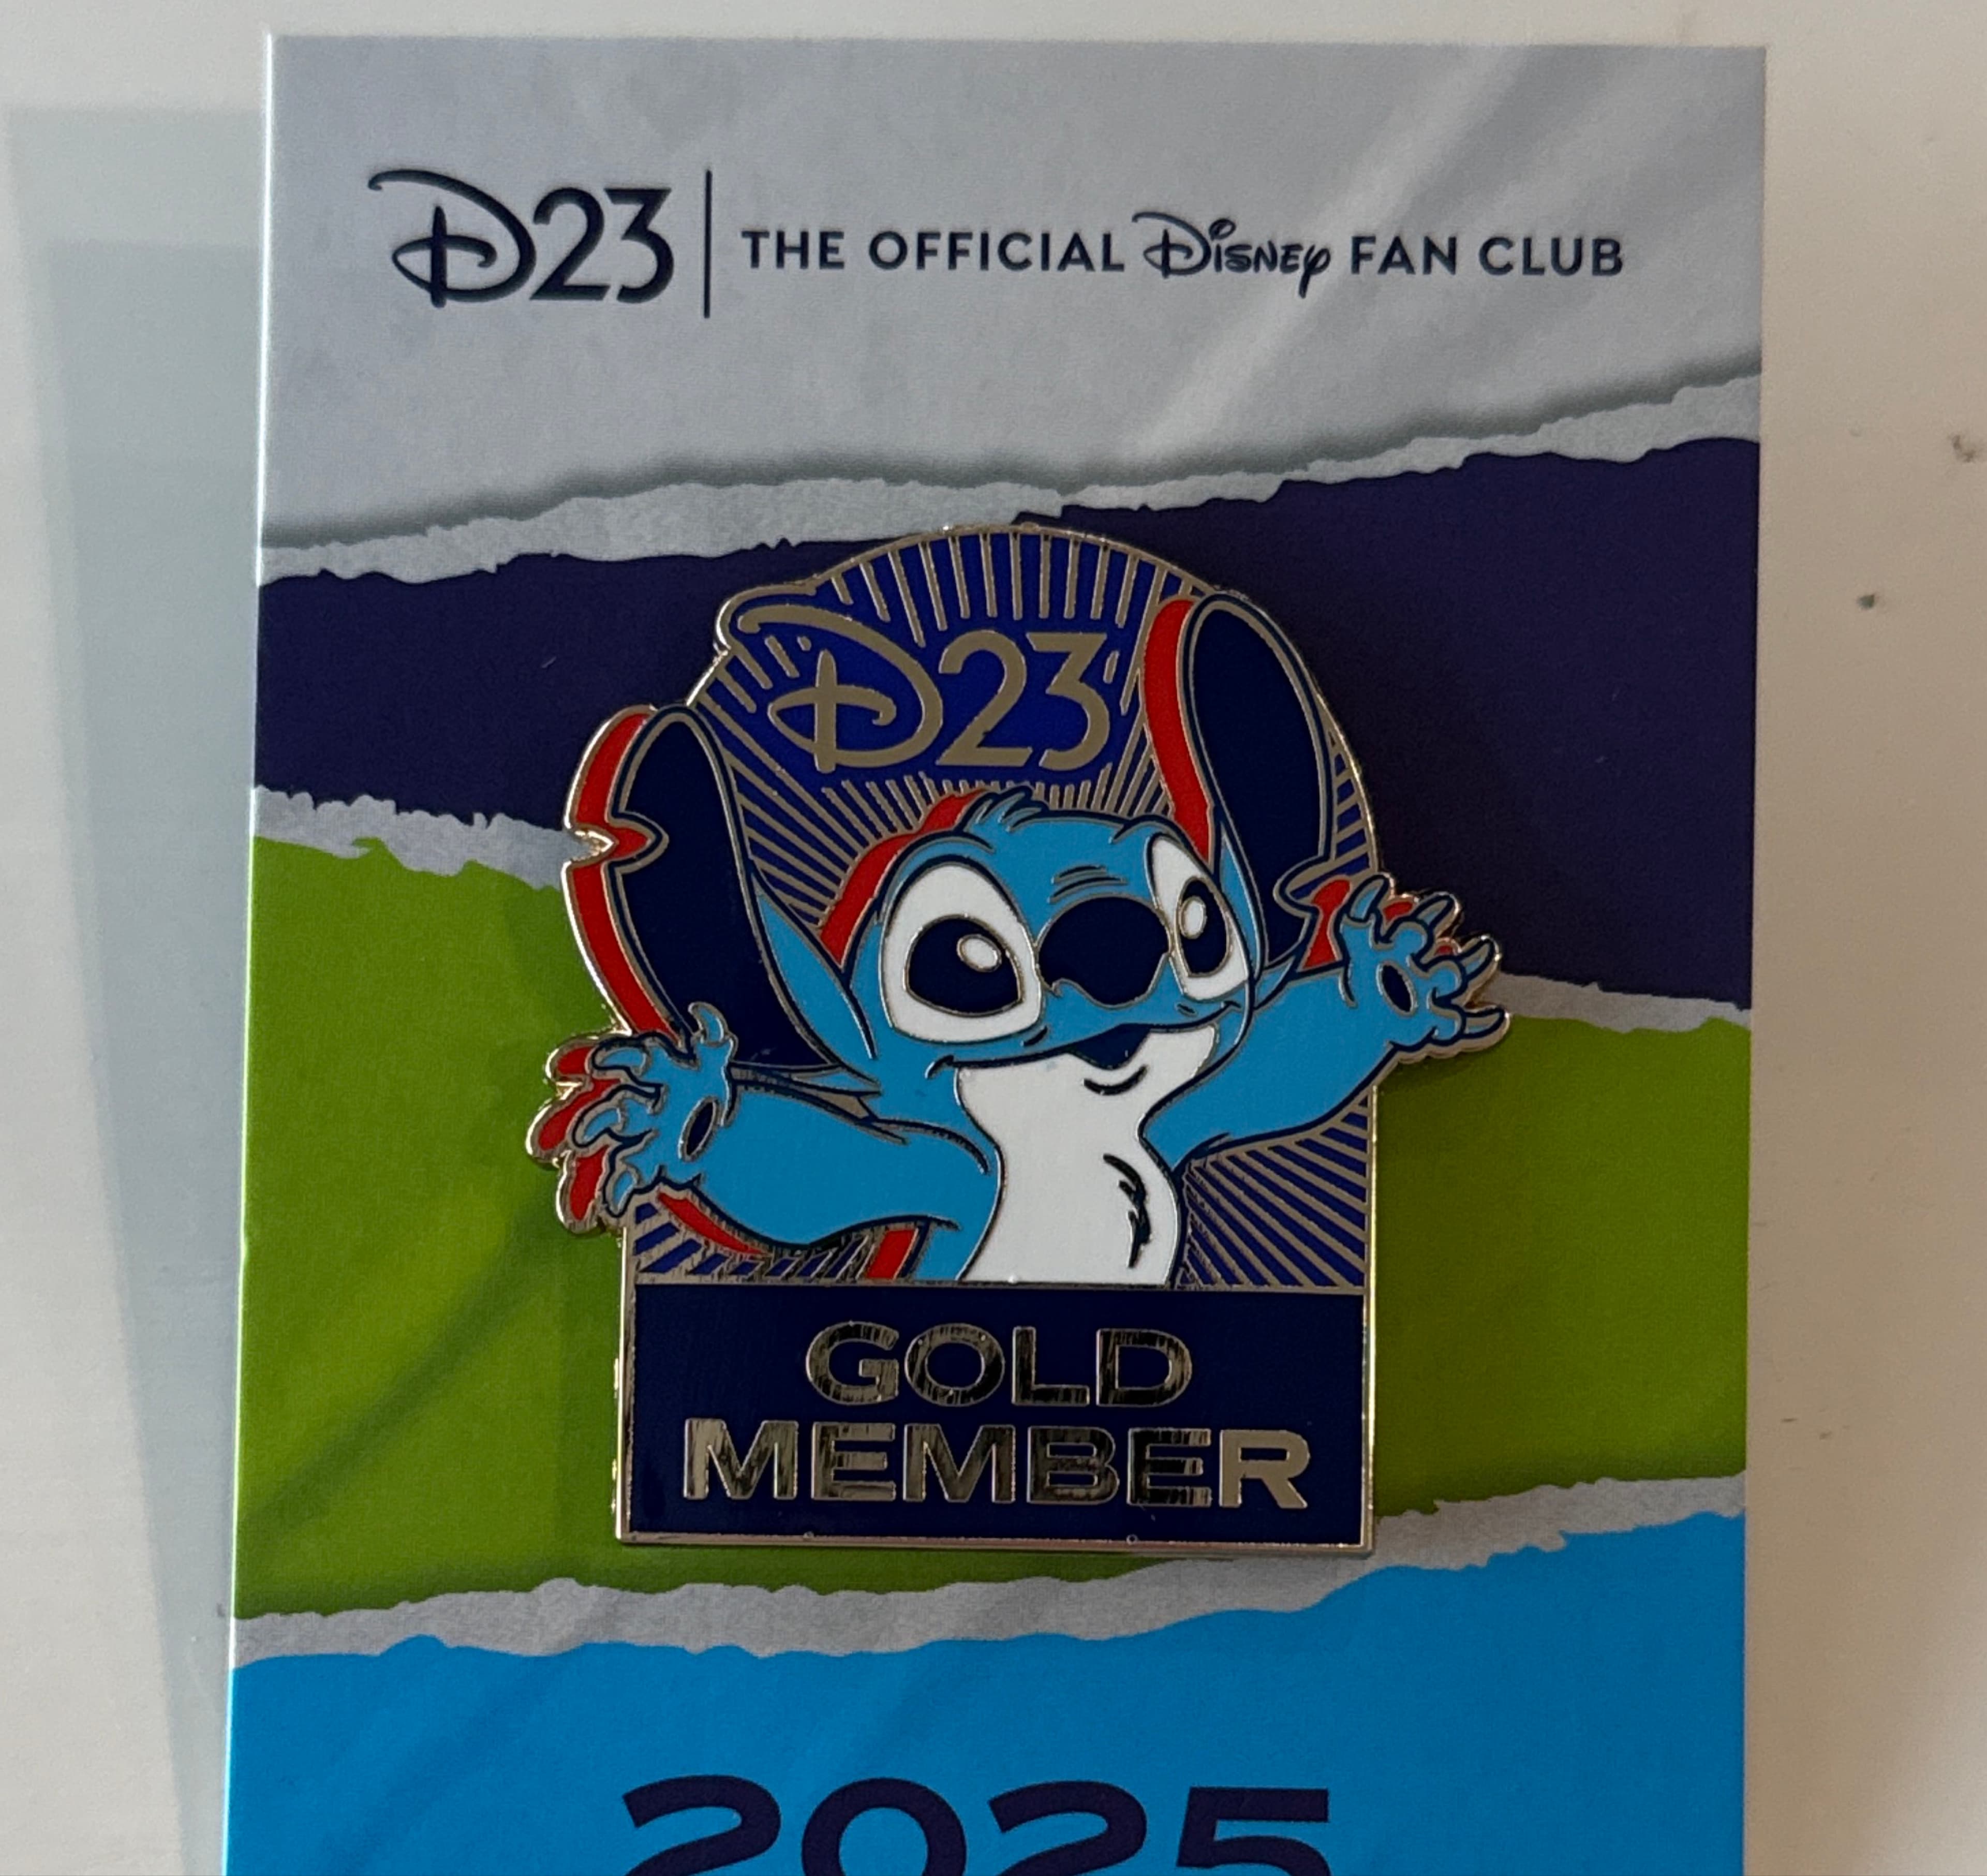 D23 | THE OFFICIAL Disney FAN CLUB
D23
GOLD
MEMBER
2025